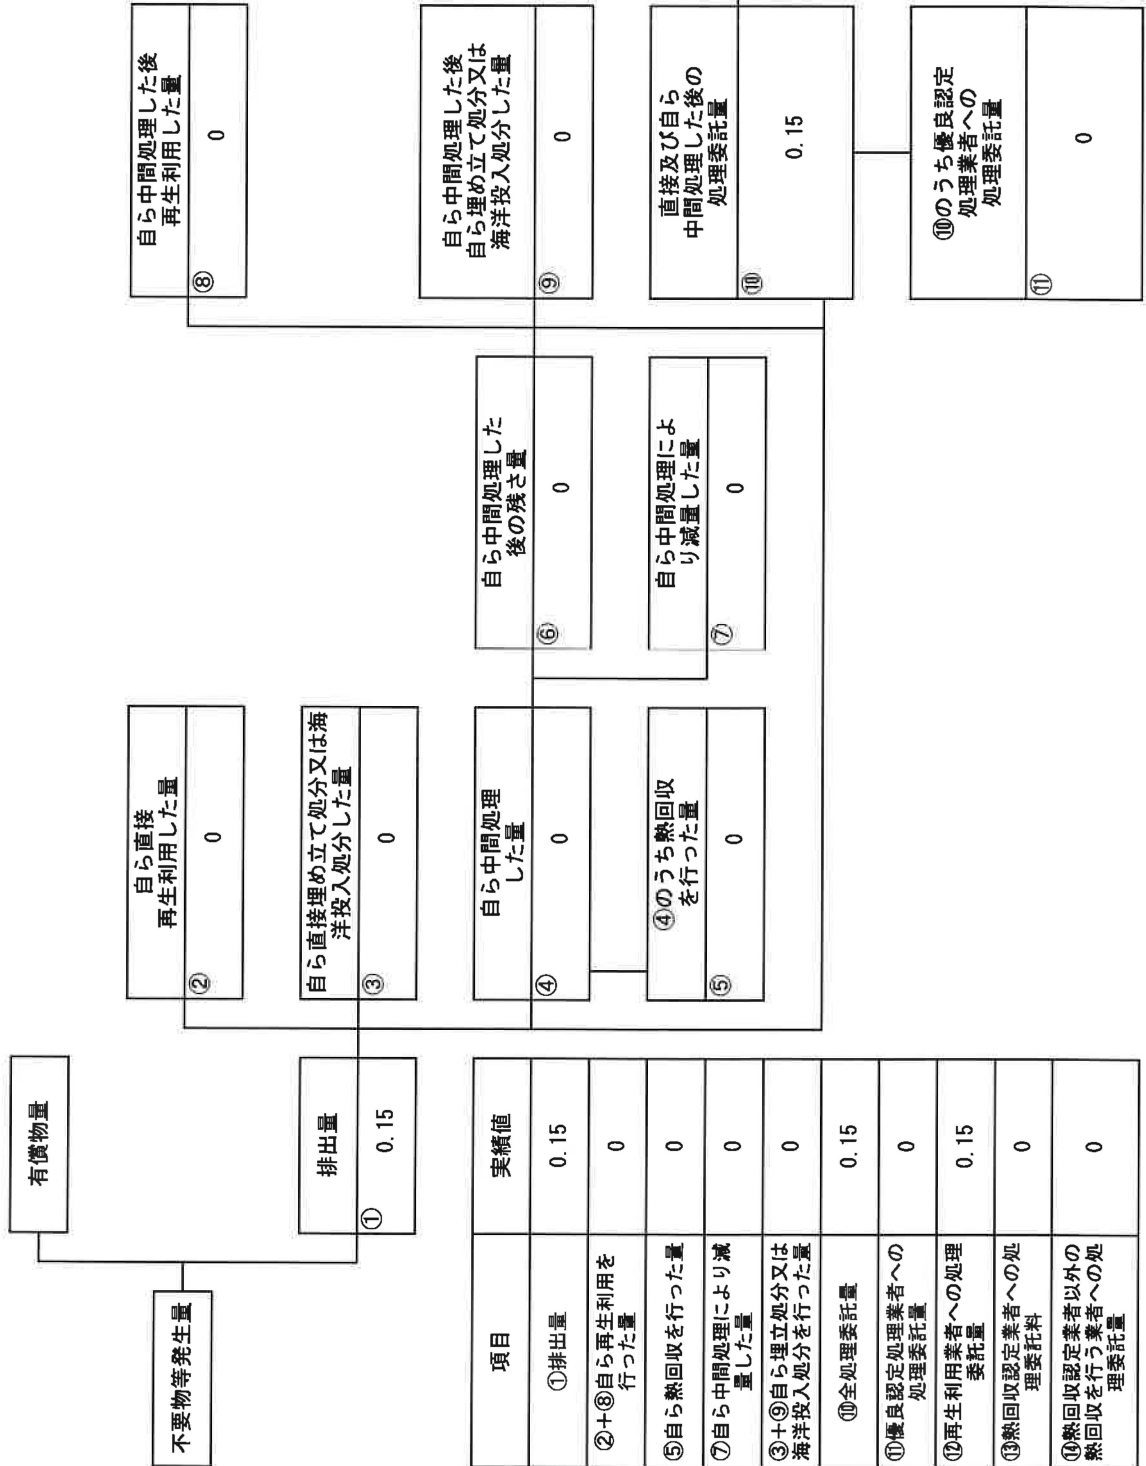 不要物等発生量
有償物量
排出量
①
0.15
自ら直接
再生利用した量
②
0
自ら直接埋め立て処分又は海
洋投入処分した量
③
0
自ら中間処理
した量
④
0
④のうち熱回収
を行った量
⑤
0
自ら中間処理した
後の残さ量
⑥
0
自ら中間処理によ
り減量した量
⑦
0
自ら中間処理した後
再生利用した量
⑧
0
自ら中間処理した後
自ら埋め立て処分又は
海洋投入処分した量
⑨
0
直接及び自ら
中間処理した後の
処理委託量
⑩
0.15
⑩のうち優良認定
処理業者への
処理委託量
⑪
0
項目 実績値
①排出量 0.15
②+⑧自ら再生利用を
行った量 0
⑤自ら熱回収を行った量 0
⑦自ら中間処理により減
量した量 0
③+⑨自ら埋立処分又は
海洋投入処分を行った量 0
⑩全処理委託量 0.15
⑪優良認定処理業者への
処理委託量 0
⑫再生利用業者への処理
委託量 0.15
⑬熱回収認定業者への処
理委託料 0
⑭熱回収認定業者以外の
熱回収を行う業者への処
理委託量 0